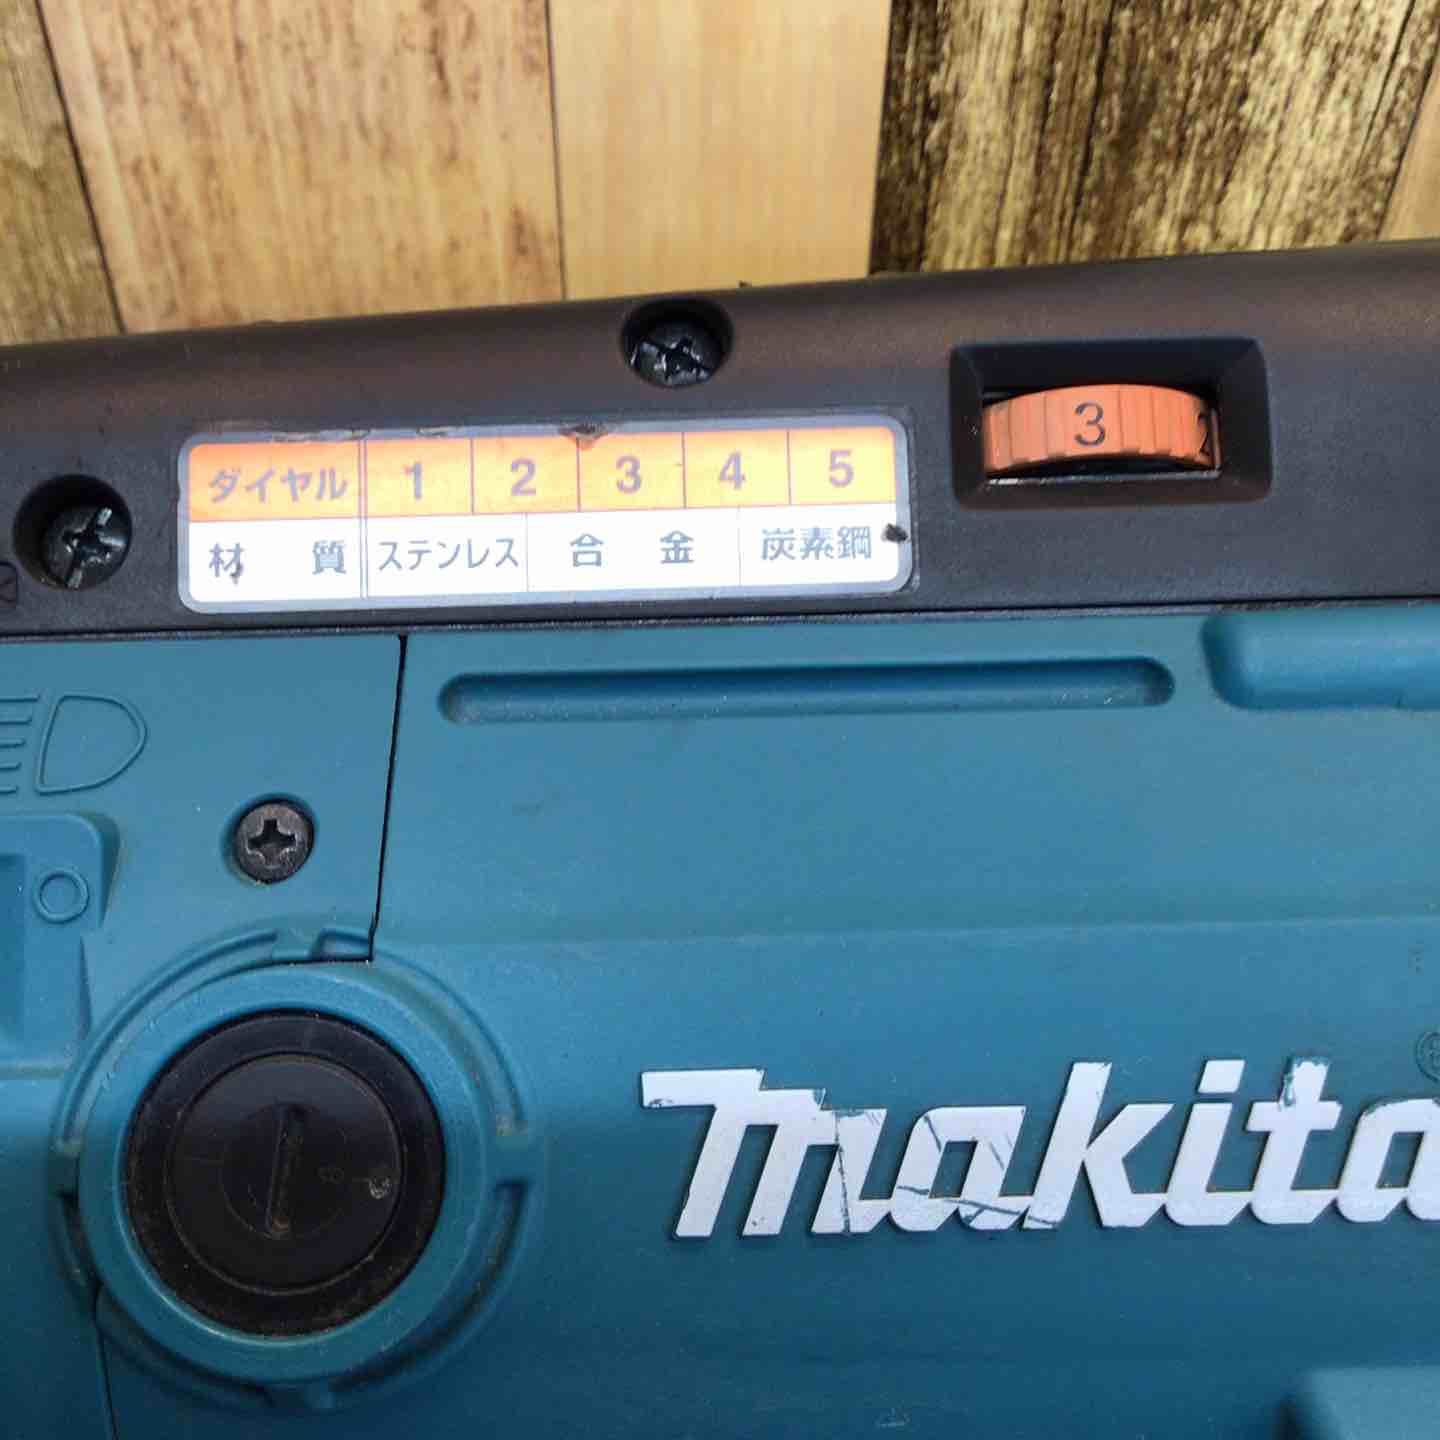 3 2
ダイヤル 1 2 3 4 5
材 質 ステンレス 合 金 炭素鋼
makita